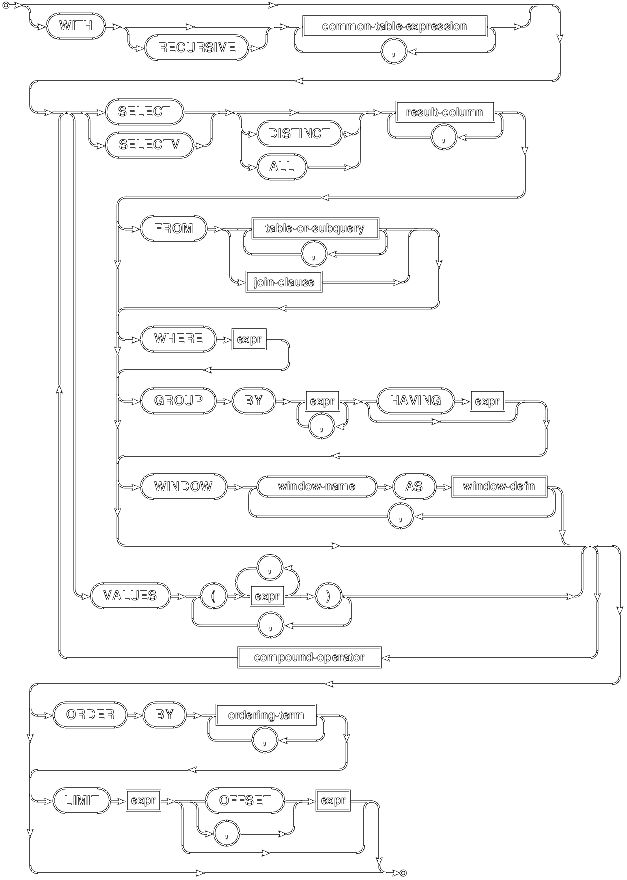 WITH
RECURSIVE
common-table-expression
,
SELECT
SELECTV
DISTINCT
ALL
result-column
,
FROM
table-or-subquery
,
join-clause
WHERE expr
GROUP BY expr HAVING expr
,
WINDOW window-name AS window-defn
,
,
VALUES ( expr )
,
compound-operator
ORDER BY ordering-term
,
LIMIT expr OFFSET expr
,